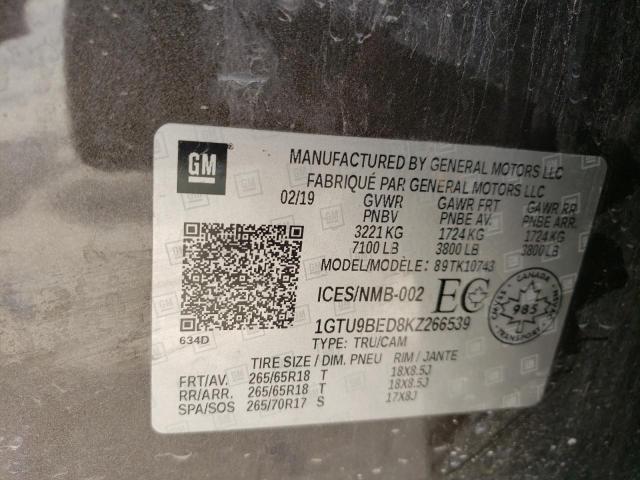 GM
MANUFACTURED BY GENERAL MOTORS LLC
FABRIQUÉ PAR GENERAL MOTORS LLC
02/19 GVWR GAWR FRT GAWR RR
PNBV PNBE AV. PNBE ARR.
3221 KG 1724 KG 1724 KG
7100 LB 3800 LB 3800 LB
MODEL/MODÈLE: 89TK10743
ICES/NMB-002 EC
CANADA
985
634D
1GTU9BED8KZ266539
TYPE: TRU/CAM
TIRE SIZE / DIM. PNEU RIM / JANTE
FRT/AV. 265/65R18 T 18X8.5J
RR/ARR. 265/65R18 T 18X8.5J
SPA/SOS 265/70R17 S 17X8J